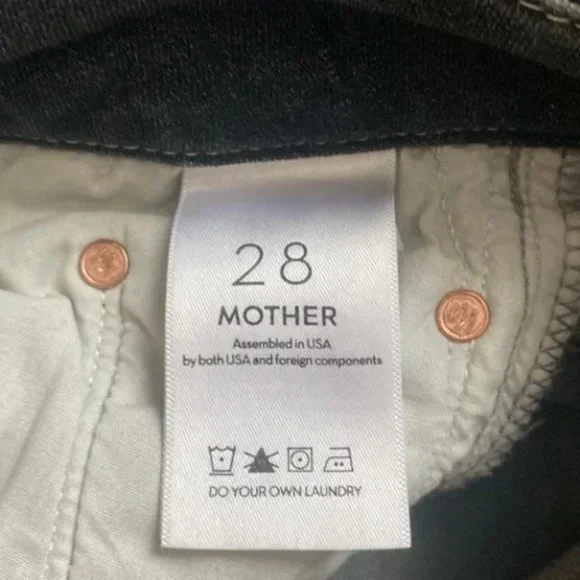 28
MOTHER
Assembled in USA
by both USA and foreign components
DO YOUR OWN LAUNDRY